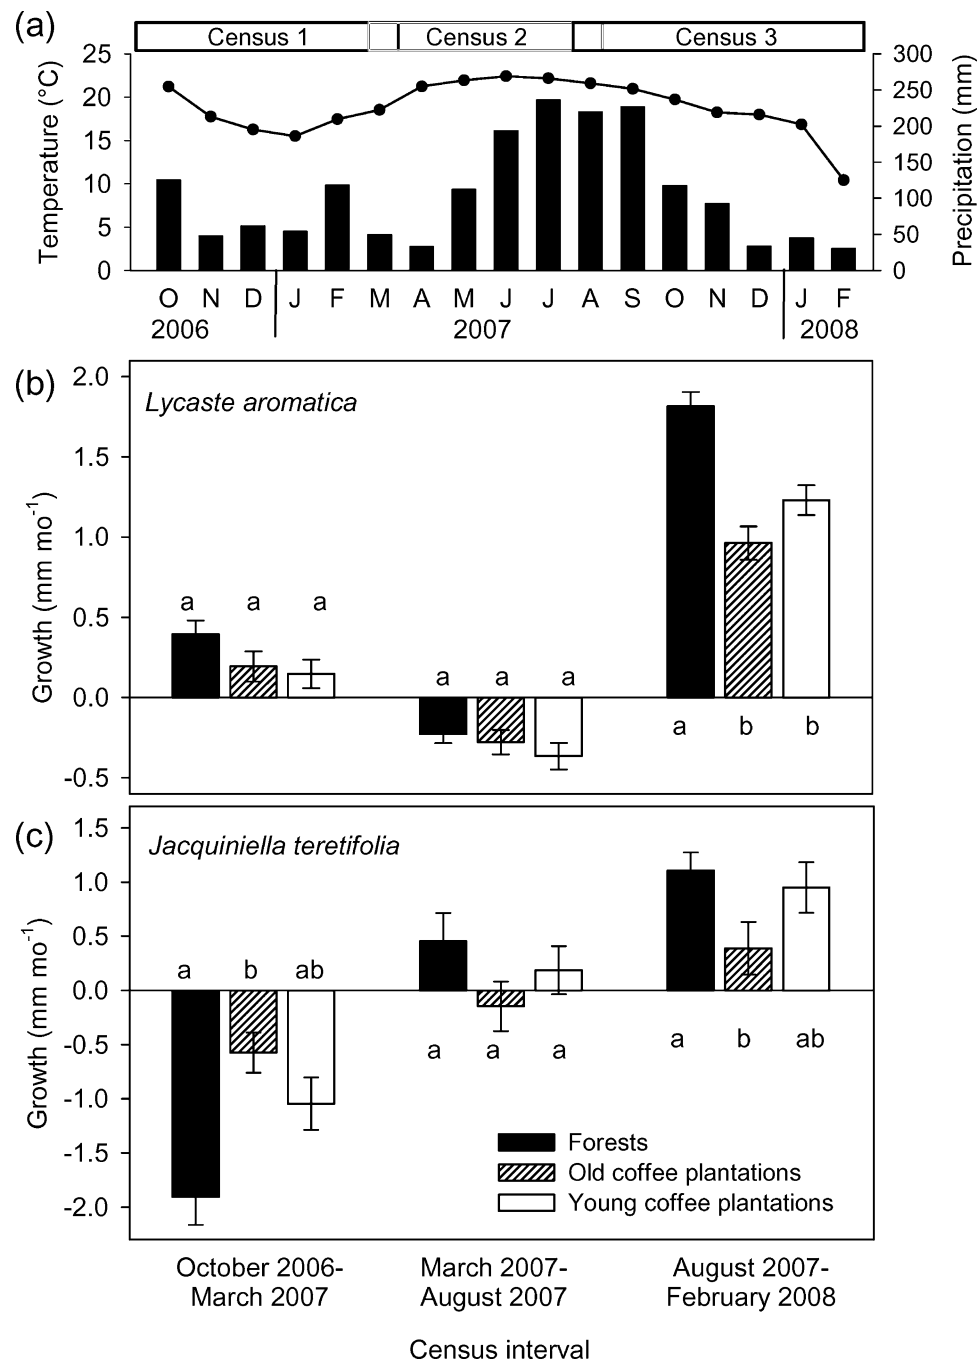 (a)
Census 1 Census 2 Census 3
25 300
20 250
15 200
10 150
5 100
0 50
0
Temperature (°C)
Precipitation (mm)
O N D J F M A M J J A S O N D J F
2006 2007 2008
(b)
Lycaste aromatica
2.0
1.5
1.0
0.5
0.0
-0.5
Growth (mm mo-1)
a a a
a a a
a b b
(c)
Jacquiniella teretifolia
1.5
1.0
0.5
0.0
-0.5
-1.0
-1.5
-2.0
Growth (mm mo-1)
a b ab
a a a
a b ab
Forests
Old coffee plantations
Young coffee plantations
October 2006- March 2007- August 2007-
March 2007 August 2007 February 2008
Census interval